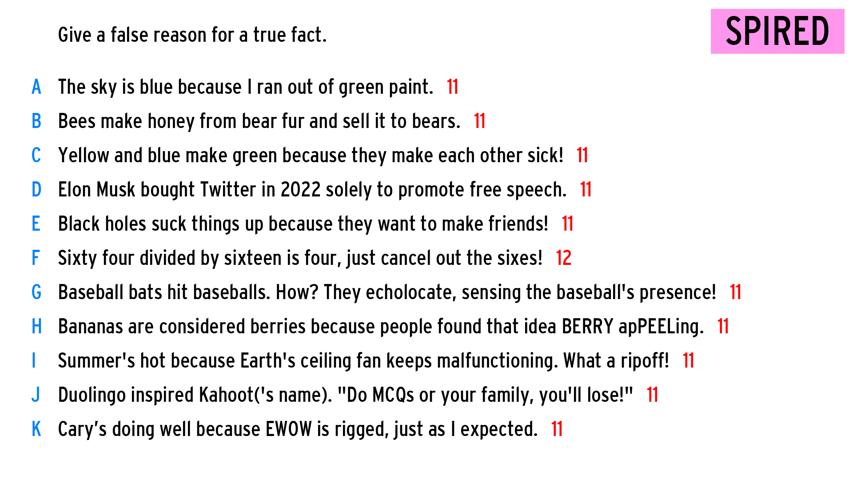 Give a false reason for a true fact.
SPIRED
A The sky is blue because I ran out of green paint. 11
B Bees make honey from bear fur and sell it to bears. 11
C Yellow and blue make green because they make each other sick! 11
D Elon Musk bought Twitter in 2022 solely to promote free speech. 11
E Black holes suck things up because they want to make friends! 11
F Sixty four divided by sixteen is four, just cancel out the sixes! 12
G Baseball bats hit baseballs. How? They echolocate, sensing the baseball's presence! 11
H Bananas are considered berries because people found that idea BERRY apPEELing. 11
I Summer's hot because Earth's ceiling fan keeps malfunctioning. What a ripoff! 11
J Duolingo inspired Kahoot('s name). "Do MCQs or your family, you'll lose!" 11
K Cary’s doing well because EWOW is rigged, just as I expected. 11